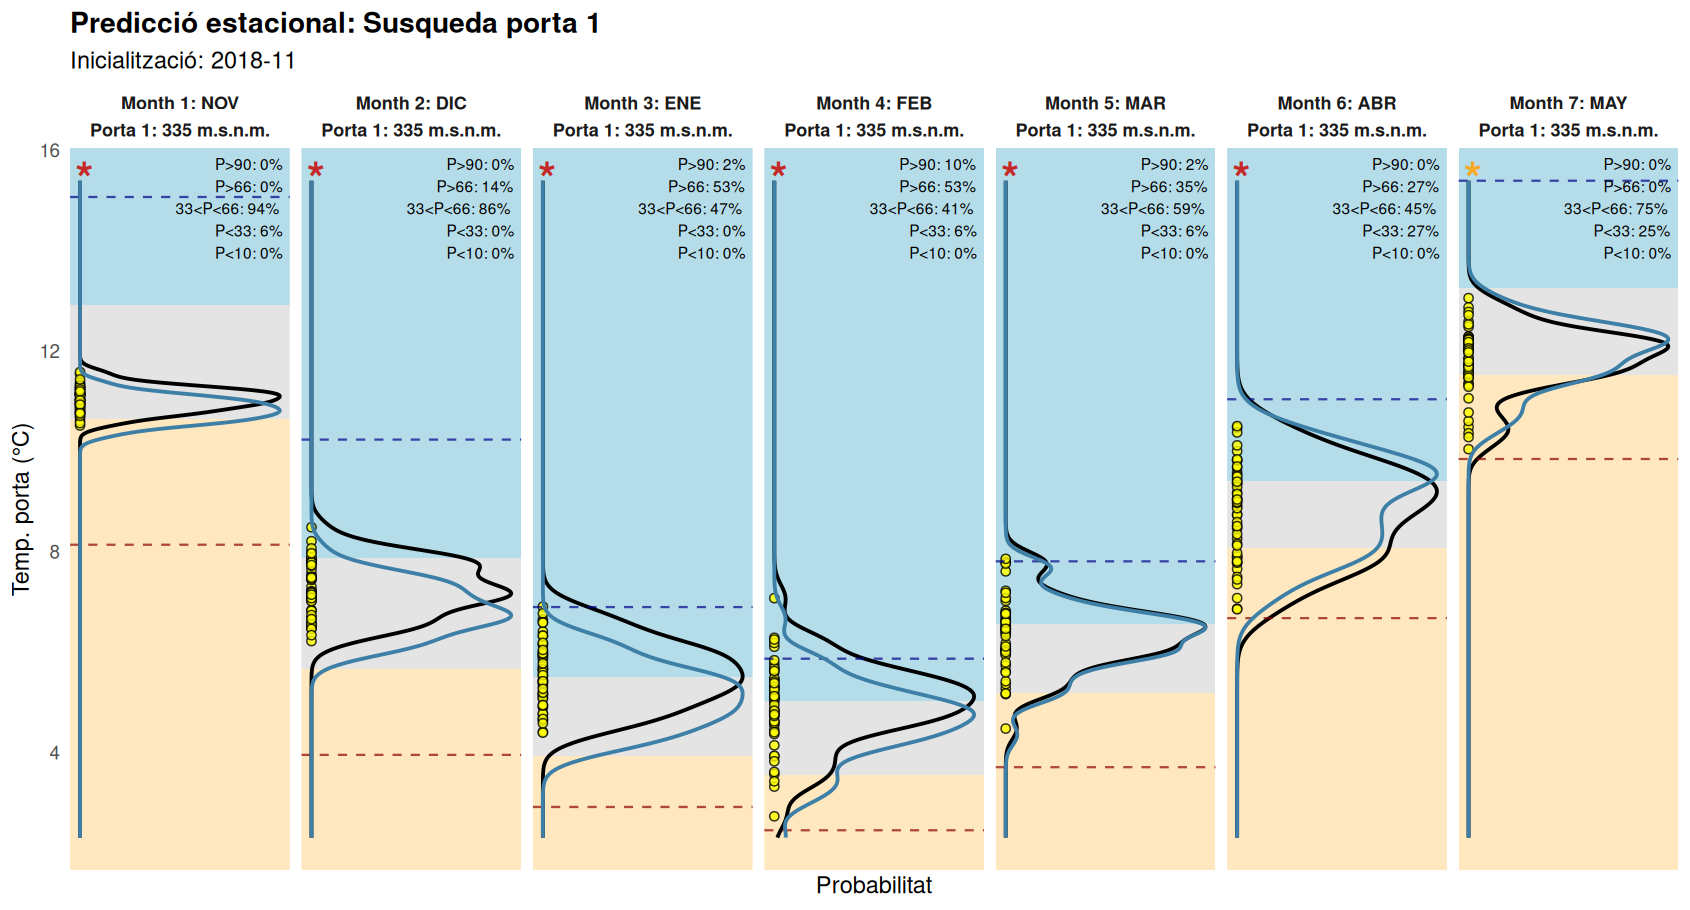 Predicció estacional: Susqueda porta 1
Inicialització: 2018-11
Month 1: NOV
Porta 1: 335 m.s.n.m.
Month 2: DIC
Porta 1: 335 m.s.n.m.
Month 3: ENE
Porta 1: 335 m.s.n.m.
Month 4: FEB
Porta 1: 335 m.s.n.m.
Month 5: MAR
Porta 1: 335 m.s.n.m.
Month 6: ABR
Porta 1: 335 m.s.n.m.
Month 7: MAY
Porta 1: 335 m.s.n.m.
Temp. porta (°C)
16
12
8
4
*
P>90: 0%
P>66: 0%
33<P<66: 94%
P<33: 6%
P<10: 0%
*
P>90: 0%
P>66: 14%
33<P<66: 86%
P<33: 0%
P<10: 0%
*
P>90: 2%
P>66: 53%
33<P<66: 47%
P<33: 0%
P<10: 0%
*
P>90: 10%
P>66: 53%
33<P<66: 41%
P<33: 6%
P<10: 0%
*
P>90: 2%
P>66: 35%
33<P<66: 59%
P<33: 6%
P<10: 0%
*
P>90: 0%
P>66: 27%
33<P<66: 45%
P<33: 27%
P<10: 0%
*
P>90: 0%
P>66: 0%
33<P<66: 75%
P<33: 25%
P<10: 0%
Probabilitat